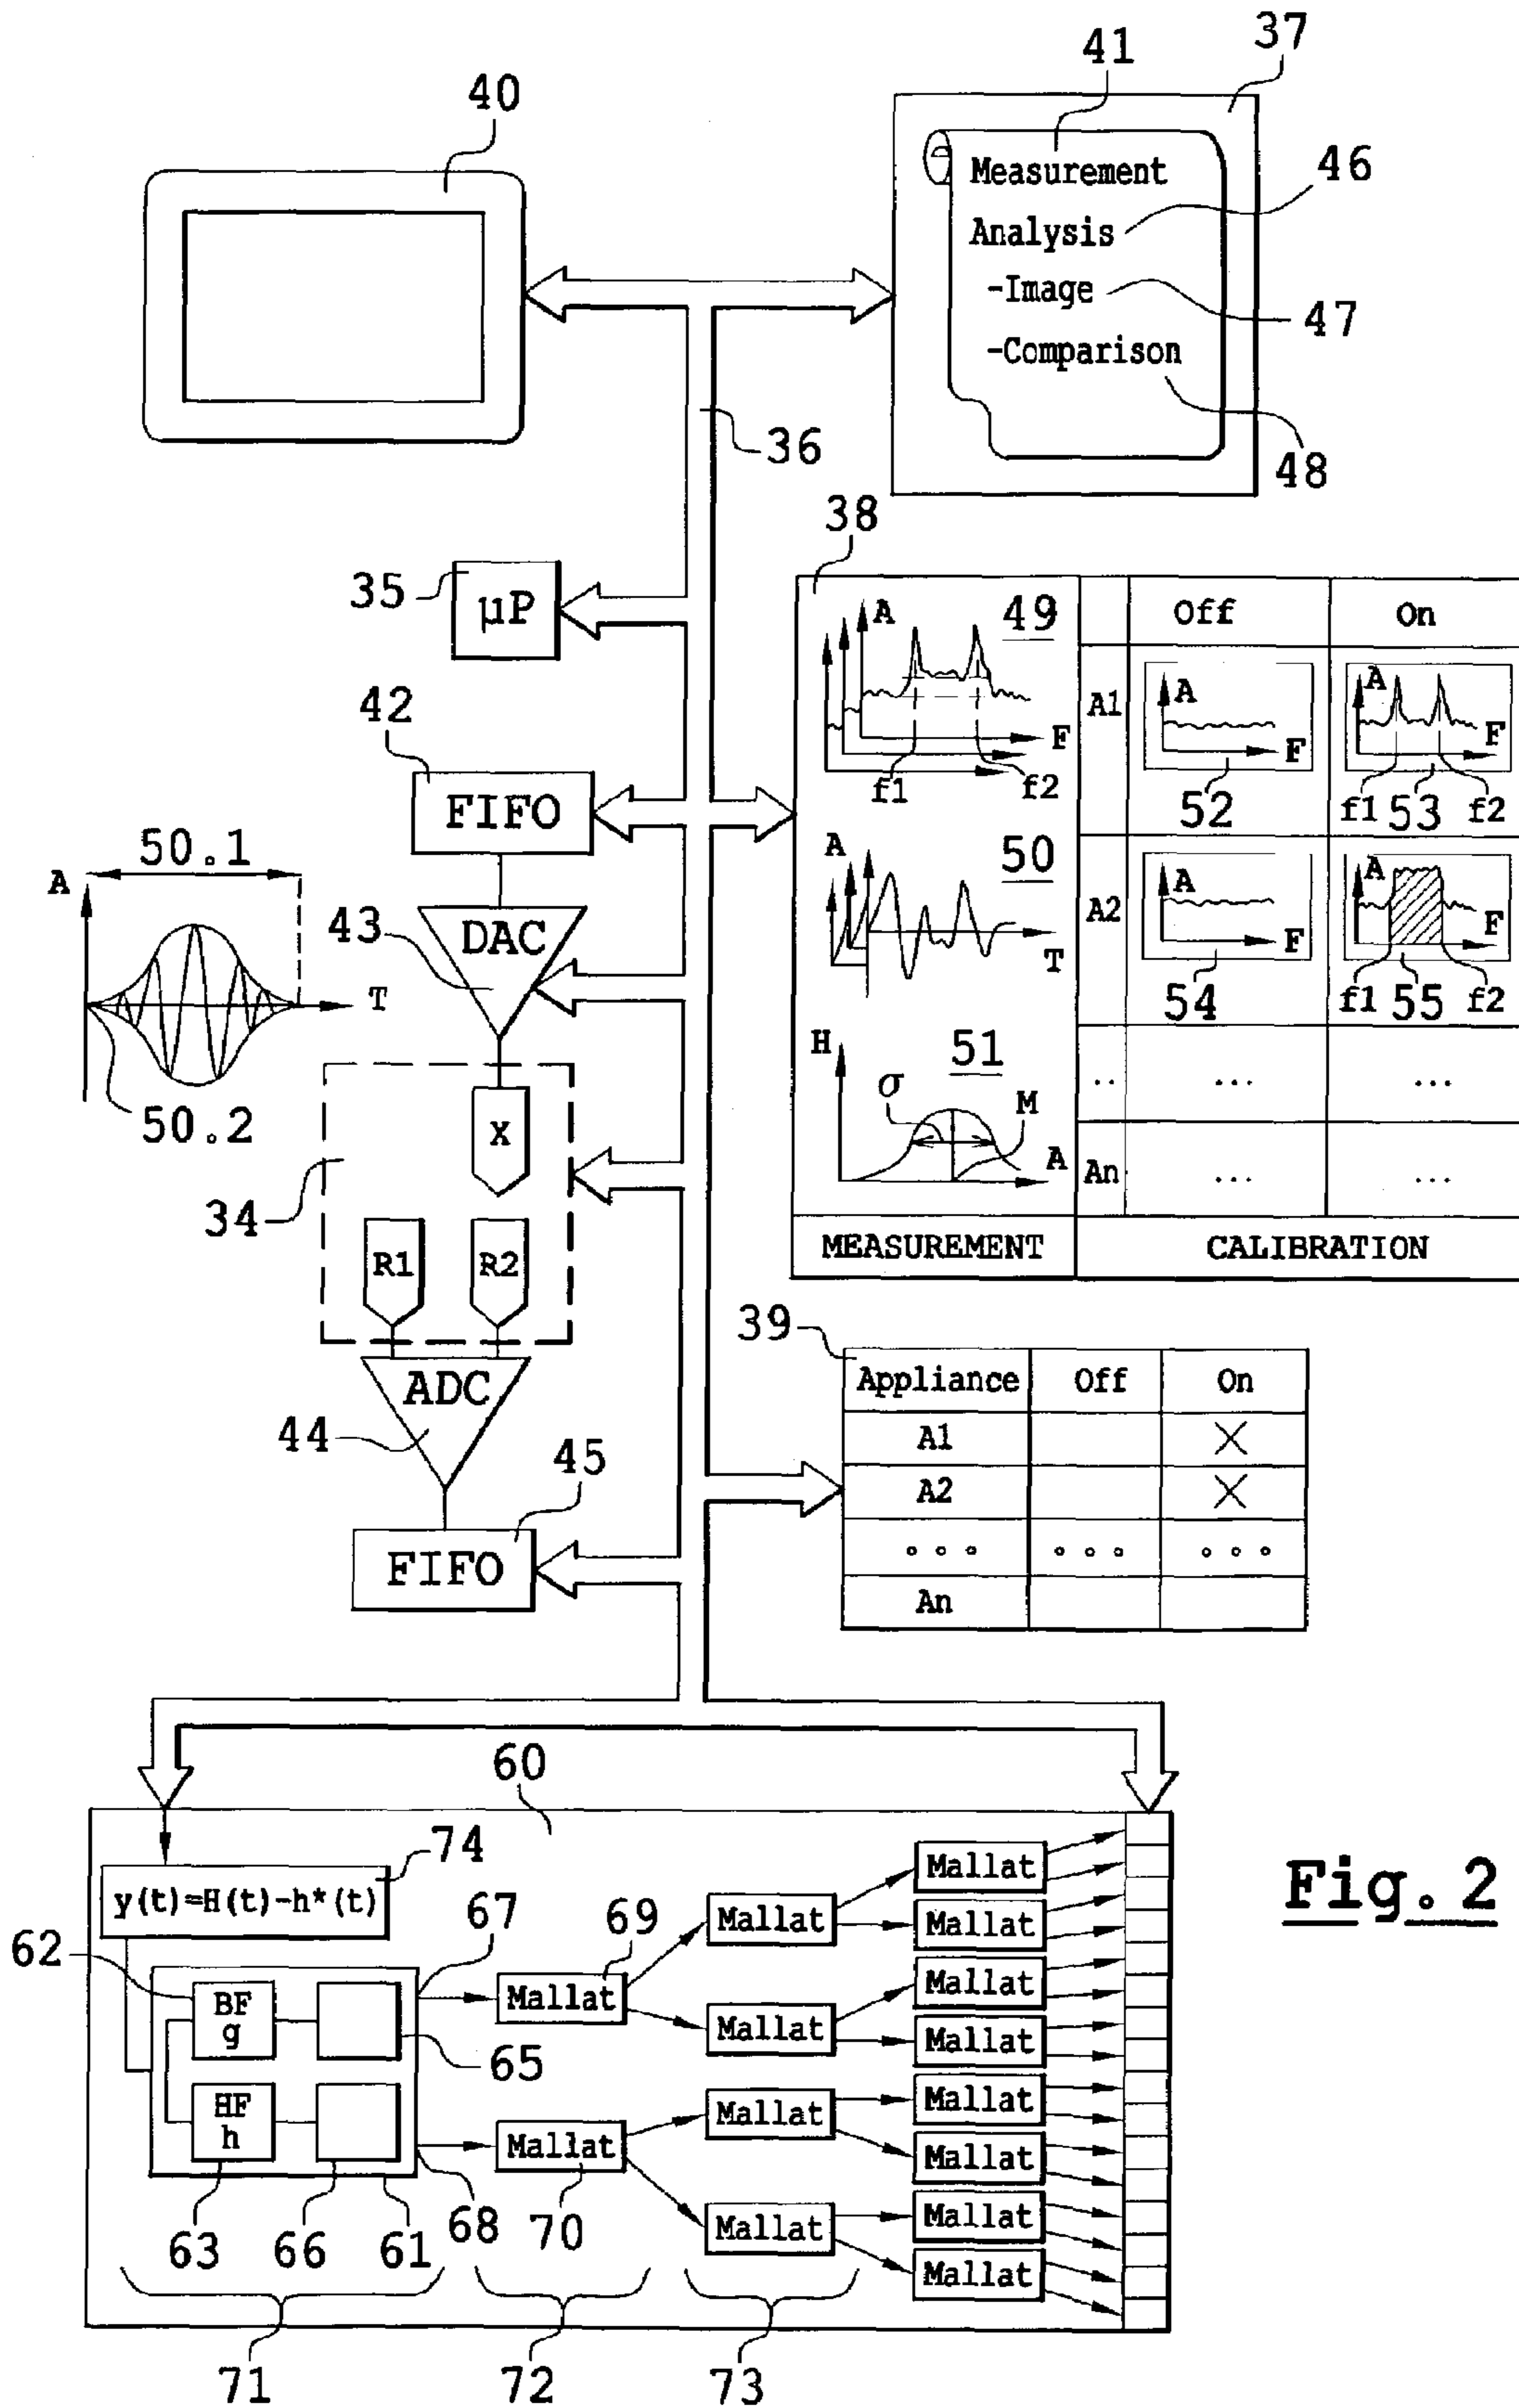 40
37
41
Measurement
46
Analysis
-Image
47
-Comparison
48
36
38
35
µP
Off
On
A
49
F
f1
f2
A1
A
F
52
A
F
f1
53
f2
42
FIFO
50.1
A
T
50.2
43
DAC
A
50
T
A2
A
F
54
A
F
f1
55
f2
H
51
σ
M
A
..
...
...
An
...
...
MEASUREMENT
CALIBRATION
X
34
R1
R2
39
ADC
44
45
FIFO
Appliance
Off
On
A1
X
A2
X
...
...
...
An
60
74
y(t)=H(t)-h*(t)
62
BF
g
65
67
HF
h
63
66
61
68
69
Mallat
Mallat
70
Mallat
Mallat
Mallat
Mallat
Mallat
Mallat
Mallat
Mallat
Mallat
Mallat
Mallat
Mallat
71
72
73
Fig. 2